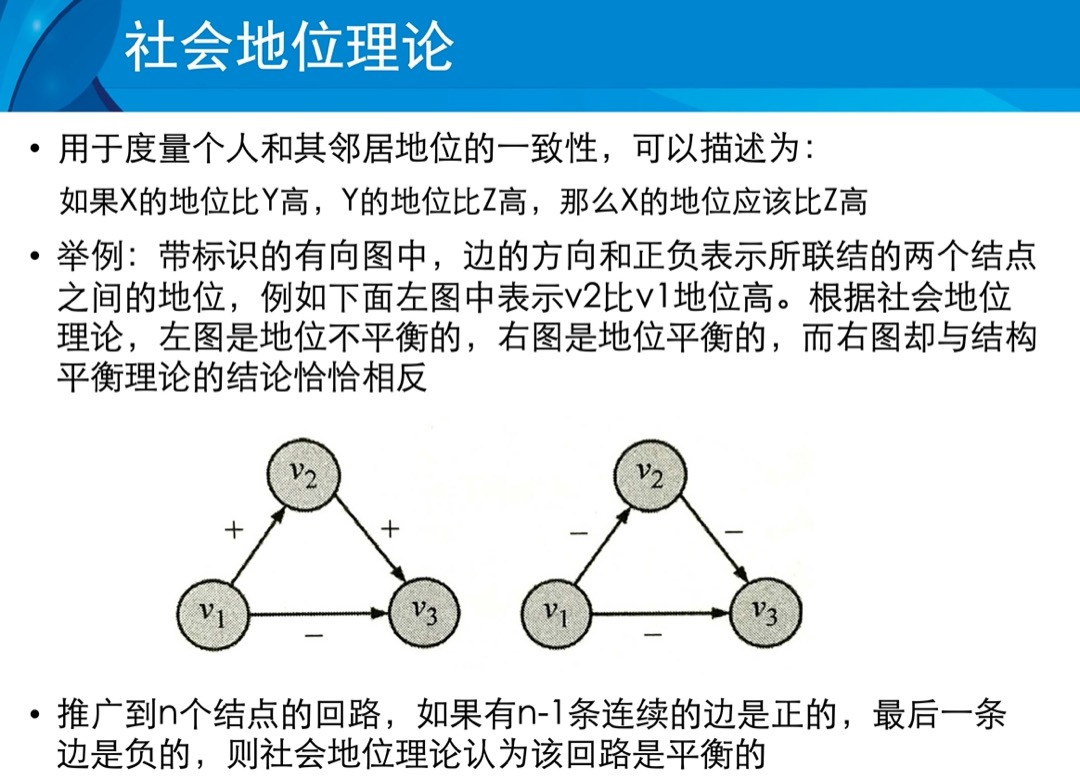 社会地位理论
• 用于度量个人和其邻居地位的一致性，可以描述为：
如果X的地位比Y高，Y的地位比Z高，那么X的地位应该比Z高
• 举例：带标识的有向图中，边的方向和正负表示所联结的两个结点
之间的地位，例如下面左图中表示v2比v1地位高。根据社会地位
理论，左图是地位不平衡的，右图是地位平衡的，而右图却与结构
平衡理论的结论恰恰相反
v2 v2
+ + − −
v1 v3 v1 v3
− −
• 推广到n个结点的回路，如果有n-1条连续的边是正的，最后一条
边是负的，则社会地位理论认为该回路是平衡的